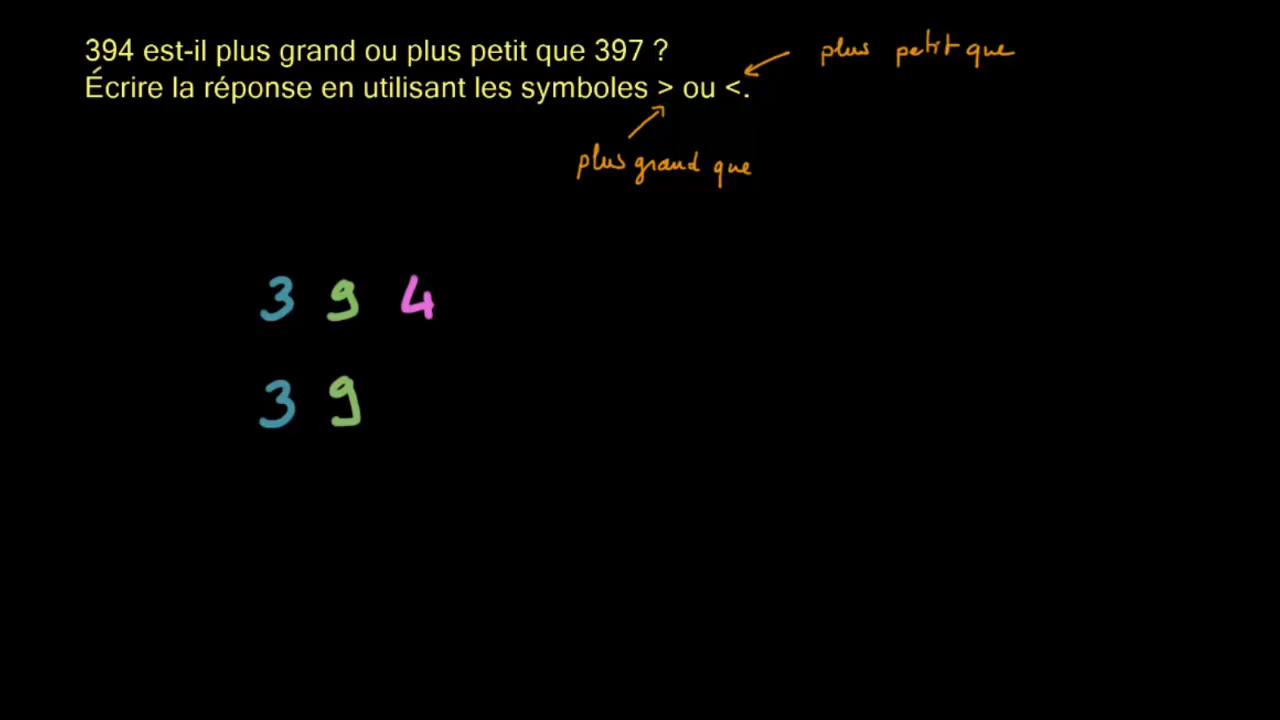 394 est-il plus grand ou plus petit que 397 ?
Écrire la réponse en utilisant les symboles > ou <.
plus petit que
plus grand que
3 9 4
3 9